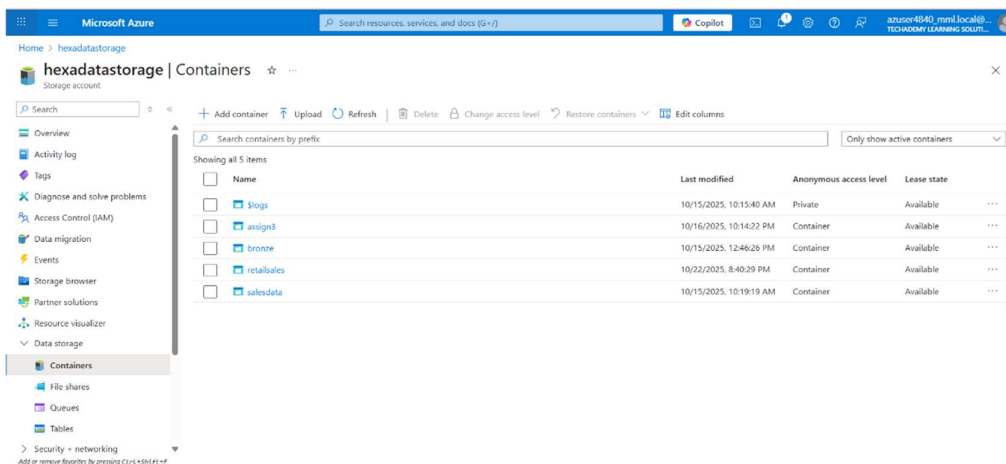 Microsoft Azure
Search resources, services, and docs (G+/)
Copilot
1
azuser4840_mml.local@...
TECHADEMY LEARNING SOLUTI...
Home > hexadatastorage
hexadatastorage | Containers
Storage account
Search
Add container Upload Refresh Delete Change access level Restore containers Edit columns
Search containers by prefix
Only show active containers
Showing all 5 items
Name Last modified Anonymous access level Lease state
$logs 10/15/2025, 10:15:40 AM Private Available
assign3 10/16/2025, 10:14:22 PM Container Available
bronze 10/15/2025, 12:46:26 PM Container Available
retailsales 10/22/2025, 8:40:29 PM Container Available
salesdata 10/15/2025, 10:19:19 AM Container Available
Overview
Activity log
Tags
Diagnose and solve problems
Access Control (IAM)
Data migration
Events
Storage browser
Partner solutions
Resource visualizer
Data storage
Containers
File shares
Queues
Tables
Security + networking
Add or remove favorites by pressing Ctrl+Shift+F